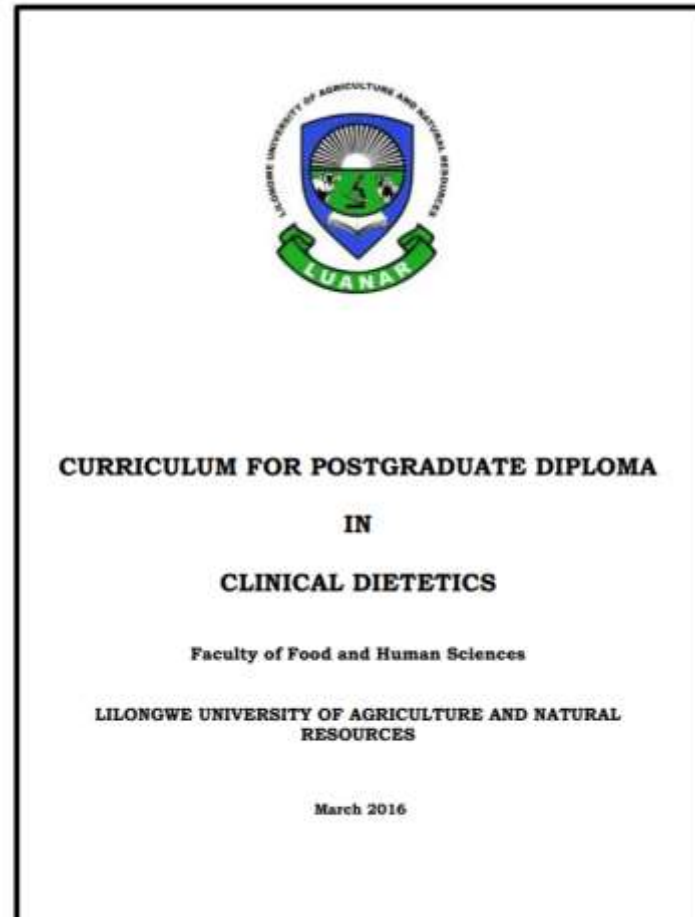 LILONGWE UNIVERSITY OF AGRICULTURE AND NATURAL RESOURCES
LUANAR
CURRICULUM FOR POSTGRADUATE DIPLOMA
IN
CLINICAL DIETETICS
Faculty of Food and Human Sciences
LILONGWE UNIVERSITY OF AGRICULTURE AND NATURAL
RESOURCES
March 2016